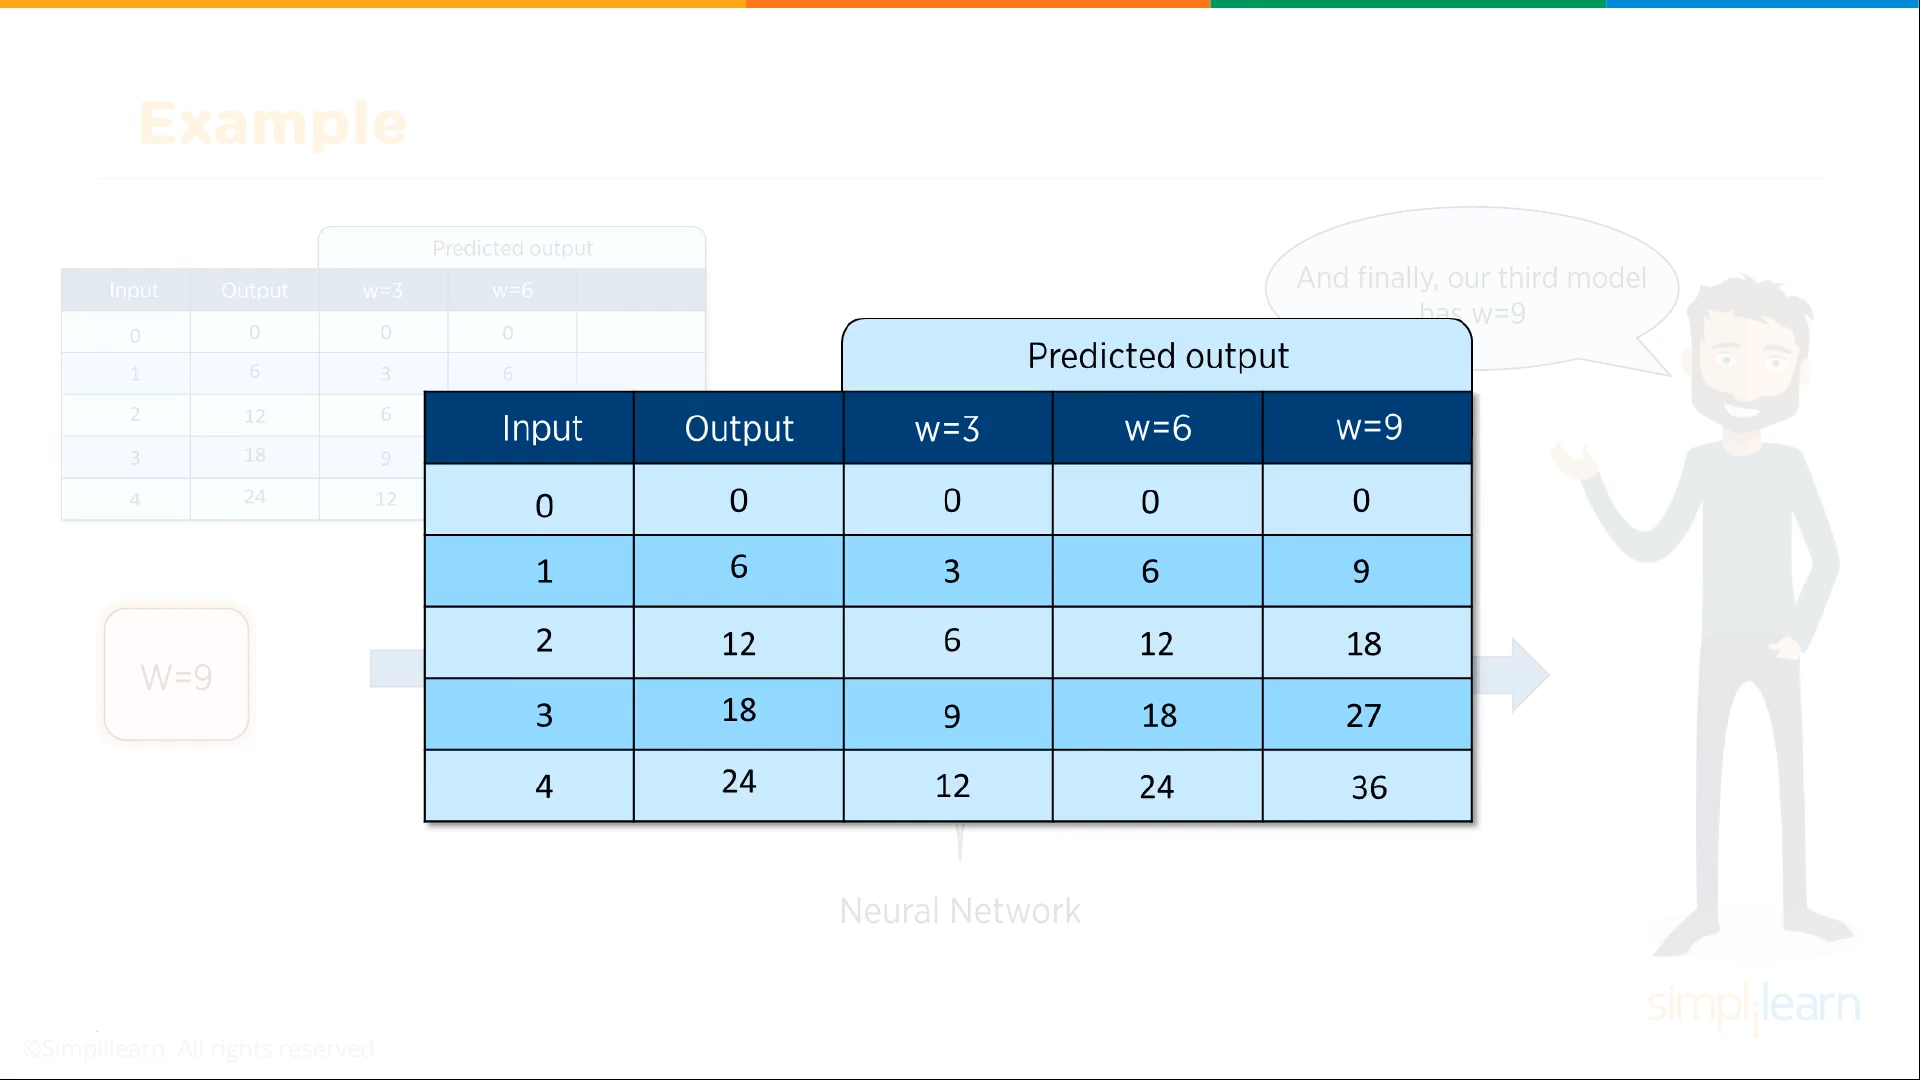 Example
Predicted output
Input Output w=3 w=6
0 0 0 0
1 6 3 6
2 12 6
3 18 9
4 24 12
And finally, our third model
has w=9
Predicted output
Input Output w=3 w=6 w=9
0 0 0 0 0
1 6 3 6 9
2 12 6 12 18
3 18 9 18 27
4 24 12 24 36
W=9
Neural Network
simplilearn
©Simplilearn. All rights reserved.